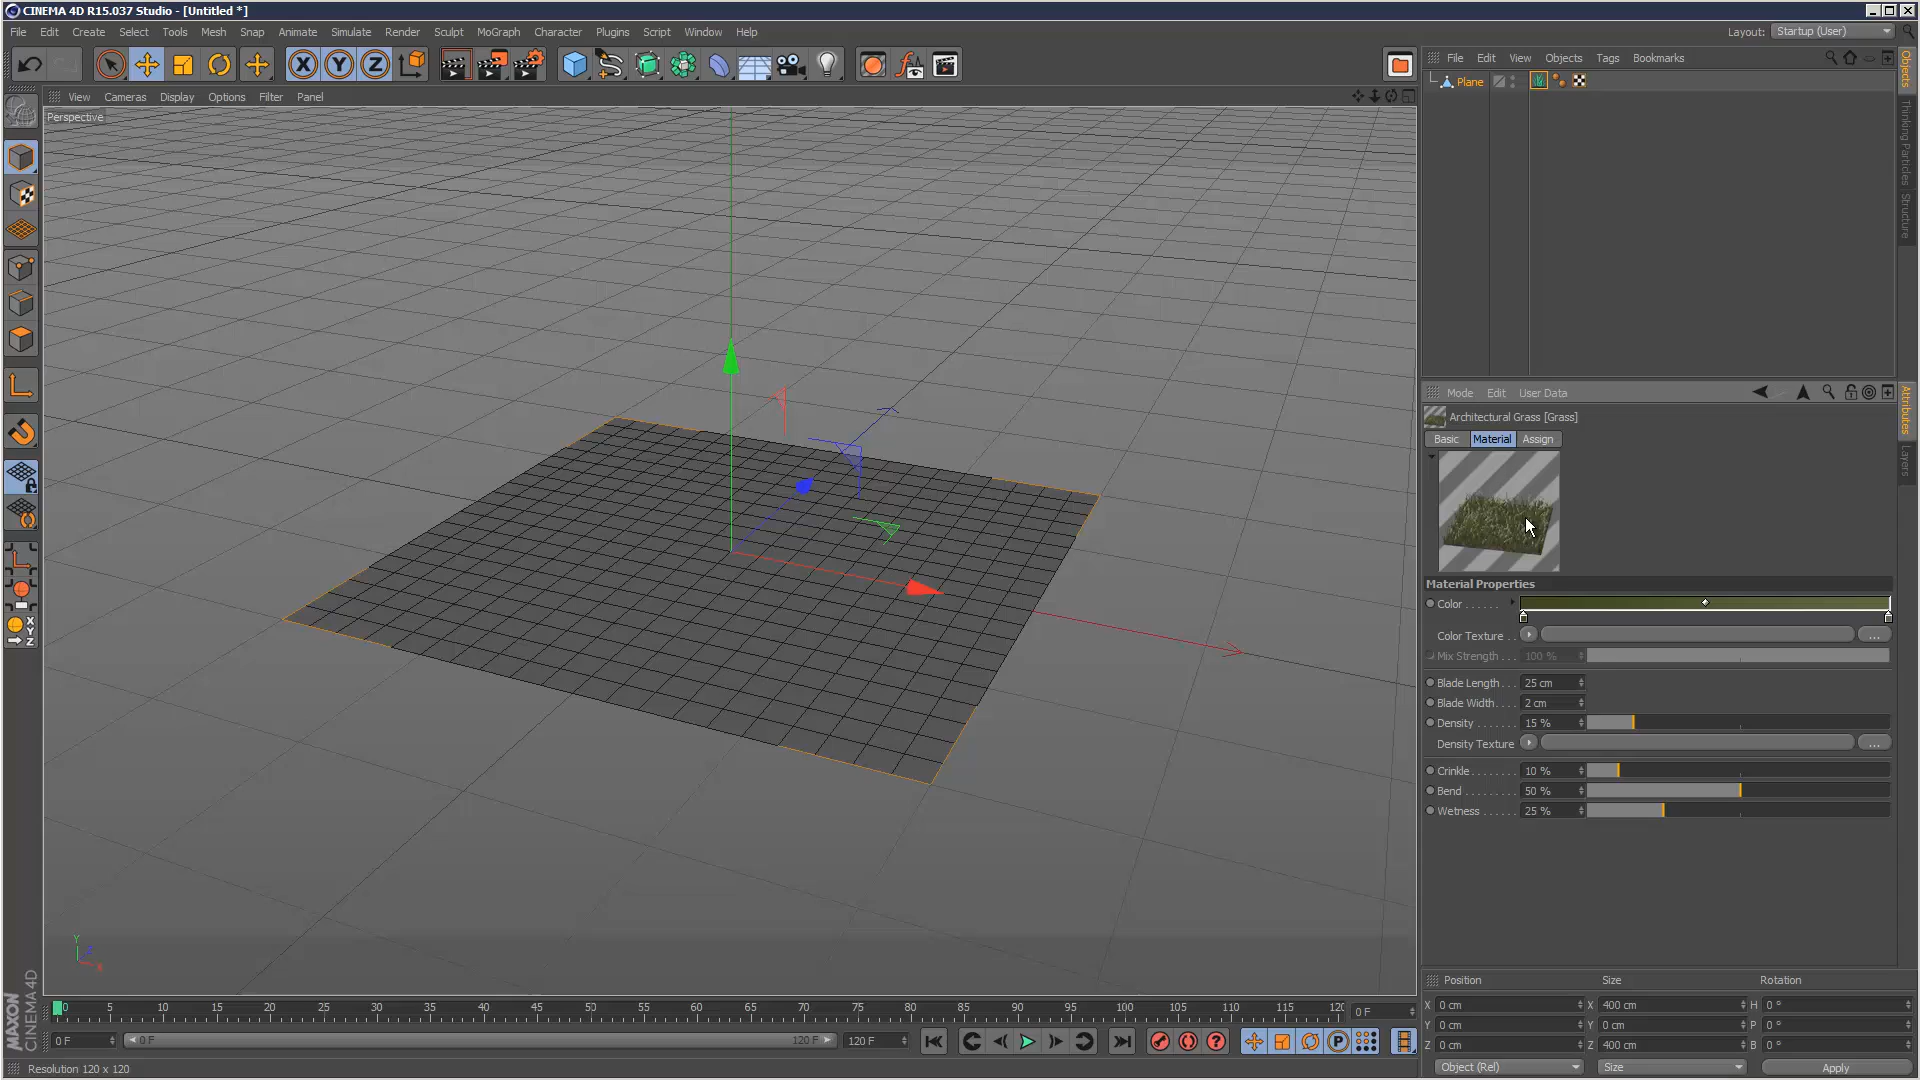 CINEMA 4D R15.037 Studio - [Untitled *]
File Edit Create Select Tools Mesh Snap Animate Simulate Render Sculpt MoGraph Character Plugins Script Window Help
Layout: Startup (User)
X Y Z
File Edit View Objects Tags Bookmarks
Plane
View Cameras Display Options Filter Panel
Perspective
Objects
Thinking Particles
Structure
Mode Edit User Data
Architectural Grass [Grass]
Basic Material Assign
Attributes
Layers
Material Properties
Color . . . . . .
Color Texture . .
Mix Strength . . . 100 %
Blade Length . . . 25 cm
Blade Width . . . . 2 cm
Density . . . . . . . 15 %
Density Texture
Crinkle . . . . . . . . 10 %
Bend . . . . . . . . . 50 %
Wetness . . . . . . 25 %
X
Y
Z
Y
Z
X
MAXON
CINEMA 4D
0 5 10 15 20 25 30 35 40 45 50 55 60 65 70 75 80 85 90 95 100 105 110 115 120
0 F
0 F 0 F 120 F 120 F
P
Position Size Rotation
X 0 cm X 400 cm H 0 °
Y 0 cm Y 0 cm P 0 °
Z 0 cm Z 400 cm B 0 °
Object (Rel) Size Apply
Resolution 120 x 120